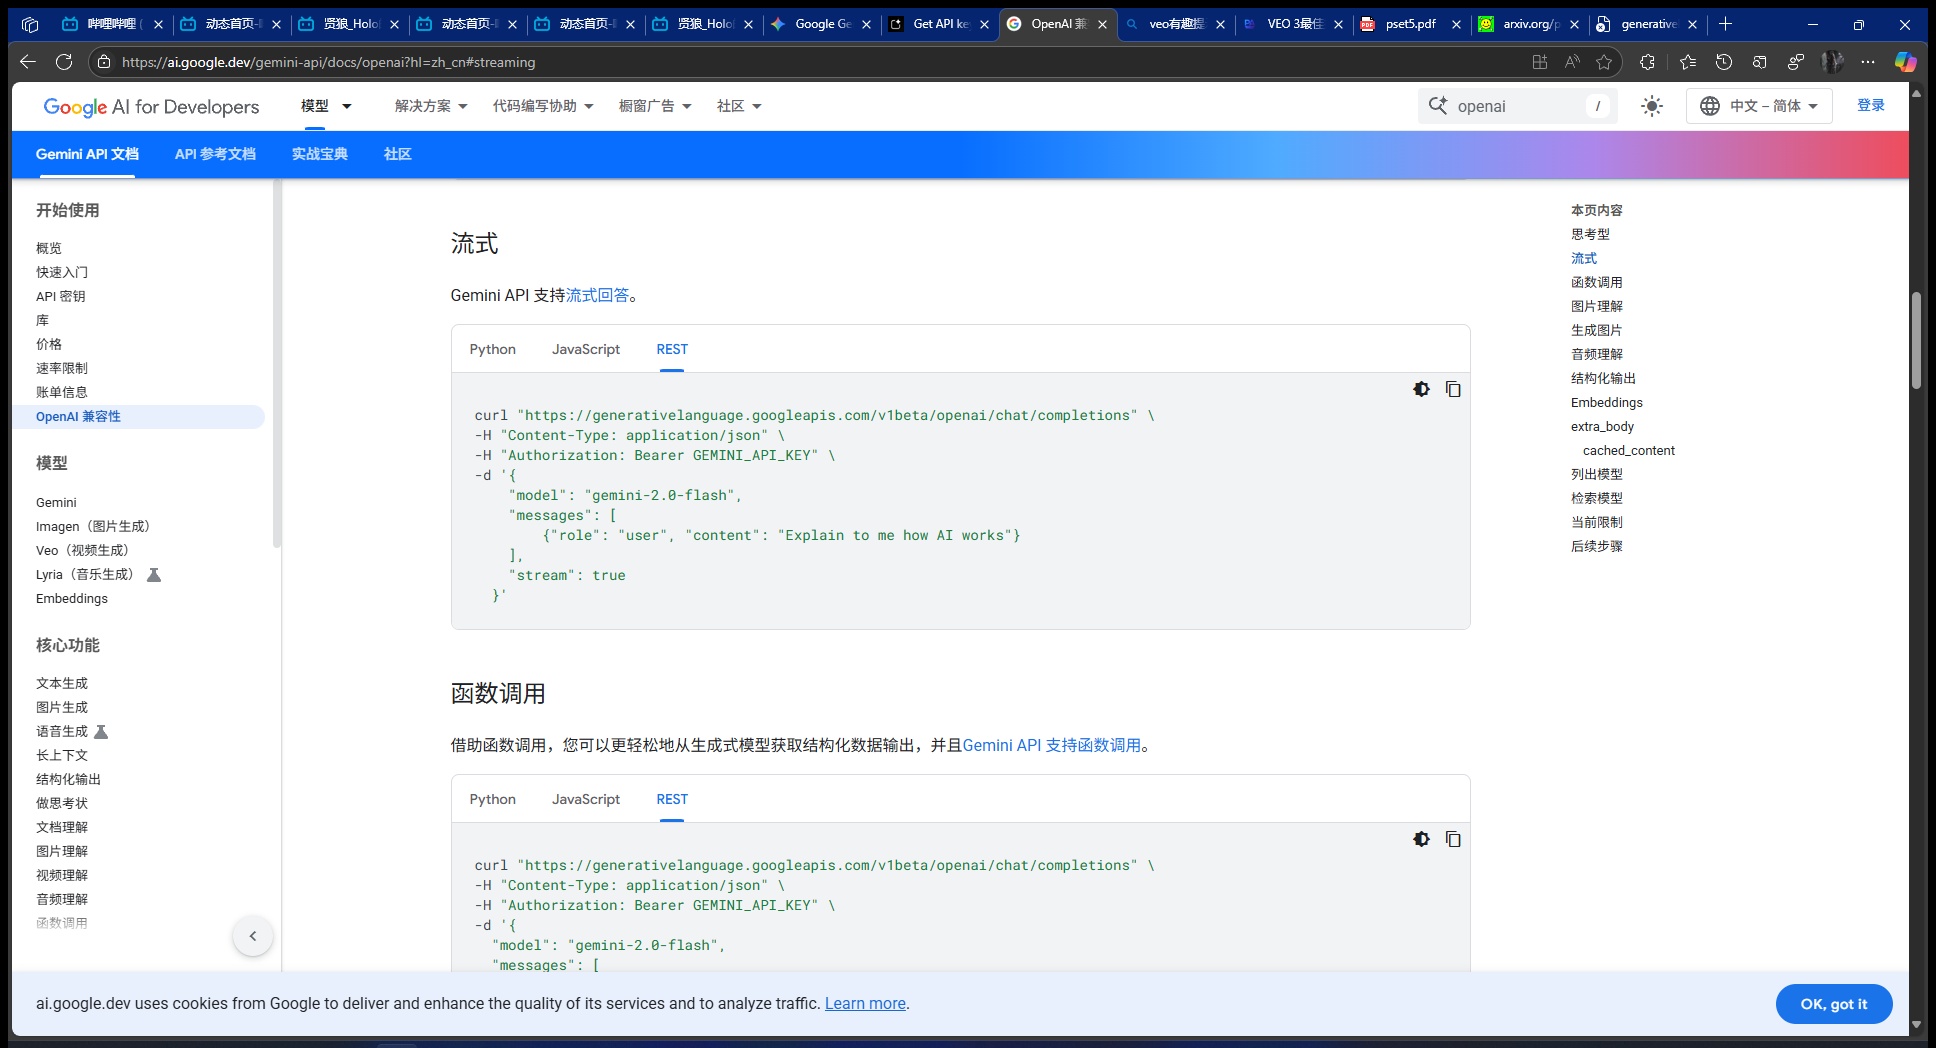 哔哩哔哩 (
动态首页-
贤狼_Holo
动态首页-
动态首页-
贤狼_Holo
Google Ge
Get API ke
OpenAI 兼
veo有趣提
VEO 3最佳
pset5.pdf
arxiv.org/p
generative
https://ai.google.dev/gemini-api/docs/openai?hl=zh_cn#streaming
Google AI for Developers
模型
解决方案
代码编写协助
橱窗广告
社区
openai
/
中文 – 简体
登录
Gemini API 文档
API 参考文档
实战宝典
社区
开始使用
概览
快速入门
API 密钥
库
价格
速率限制
账单信息
OpenAI 兼容性
模型
Gemini
Imagen（图片生成）
Veo（视频生成）
Lyria（音乐生成）
Embeddings
核心功能
文本生成
图片生成
语音生成
长上下文
结构化输出
做思考状
文档理解
图片理解
视频理解
音频理解
函数调用
流式
Gemini API 支持流式回答。
Python
JavaScript
REST
curl "https://generativelanguage.googleapis.com/v1beta/openai/chat/completions" \
-H "Content-Type: application/json" \
-H "Authorization: Bearer GEMINI_API_KEY" \
-d '{
"model": "gemini-2.0-flash",
"messages": [
{"role": "user", "content": "Explain to me how AI works"}
],
"stream": true
}'
函数调用
借助函数调用，您可以更轻松地从生成式模型获取结构化数据输出，并且Gemini API 支持函数调用。
Python
JavaScript
REST
curl "https://generativelanguage.googleapis.com/v1beta/openai/chat/completions" \
-H "Content-Type: application/json" \
-H "Authorization: Bearer GEMINI_API_KEY" \
-d '{
"model": "gemini-2.0-flash",
"messages": [
本页内容
思考型
流式
函数调用
图片理解
生成图片
音频理解
结构化输出
Embeddings
extra_body
cached_content
列出模型
检索模型
当前限制
后续步骤
ai.google.dev uses cookies from Google to deliver and enhance the quality of its services and to analyze traffic. Learn more.
OK, got it